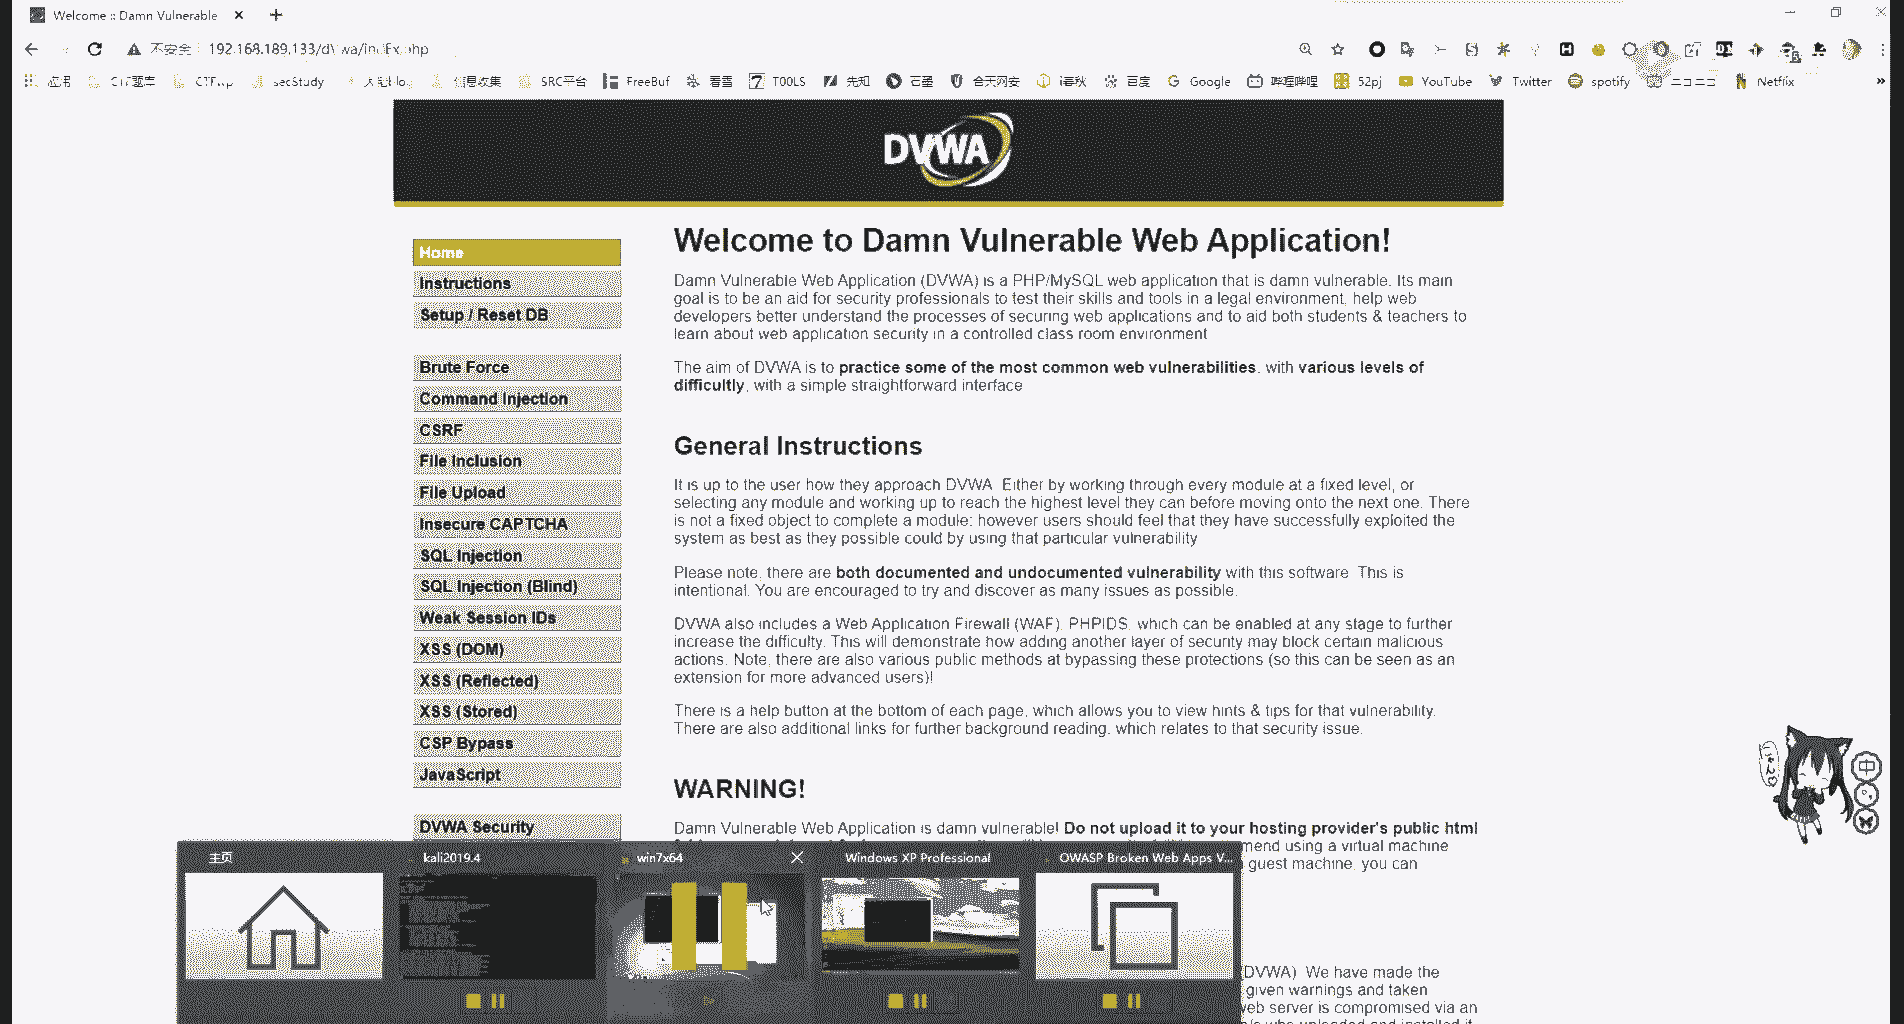 Welcome :: Damn Vulnerable
不安全 192.168.189.133/dvwa/index.php
应用 CTF题库 CTFwp secStudy 信息收集 SRC平台 FreeBuf 看雪 T00LS 先知 石墨 合天网安 i春秋 百度 Google 哔哩哔哩 52pj YouTube Twitter spotify ニコニコ Netflix »
DVWA
Home
Instructions
Setup / Reset DB
Brute Force
Command Injection
CSRF
File Inclusion
File Upload
Insecure CAPTCHA
SQL Injection
SQL Injection (Blind)
Weak Session IDs
XSS (DOM)
XSS (Reflected)
XSS (Stored)
CSP Bypass
JavaScript
DVWA Security
Welcome to Damn Vulnerable Web Application!
Damn Vulnerable Web Application (DVWA) is a PHP/MySQL web application that is damn vulnerable. Its main
goal is to be an aid for security professionals to test their skills and tools in a legal environment, help web
developers better understand the processes of securing web applications and to aid both students & teachers to
learn about web application security in a controlled class room environment
The aim of DVWA is to practice some of the most common web vulnerabilities, with various levels of
difficultly, with a simple straightforward interface
General Instructions
It is up to the user how they approach DVWA. Either by working through every module at a fixed level, or
selecting any module and working up to reach the highest level they can before moving onto the next one. There
is not a fixed object to complete a module; however users should feel that they have successfully exploited the
system as best as they possible could by using that particular vulnerability
Please note, there are both documented and undocumented vulnerability with this software. This is
intentional. You are encouraged to try and discover as many issues as possible.
DVWA also includes a Web Application Firewall (WAF), PHPIDS, which can be enabled at any stage to further
increase the difficulty. This will demonstrate how adding another layer of security may block certain malicious
actions. Note, there are also various public methods at bypassing these protections (so this can be seen as an
extension for more advanced users)!
There is a help button at the bottom of each page, which allows you to view hints & tips for that vulnerability.
There are also additional links for further background reading, which relates to that security issue.
WARNING!
Damn Vulnerable Web Application is damn vulnerable! Do not upload it to your hosting provider's public html
mend using a virtual machine
guest machine, you can
(DVWA). We have made the
given warnings and taken
web server is compromised via an
主页
kali2019.4
win7x64
Windows XP Professional
OWASP Broken Web Apps V...
中